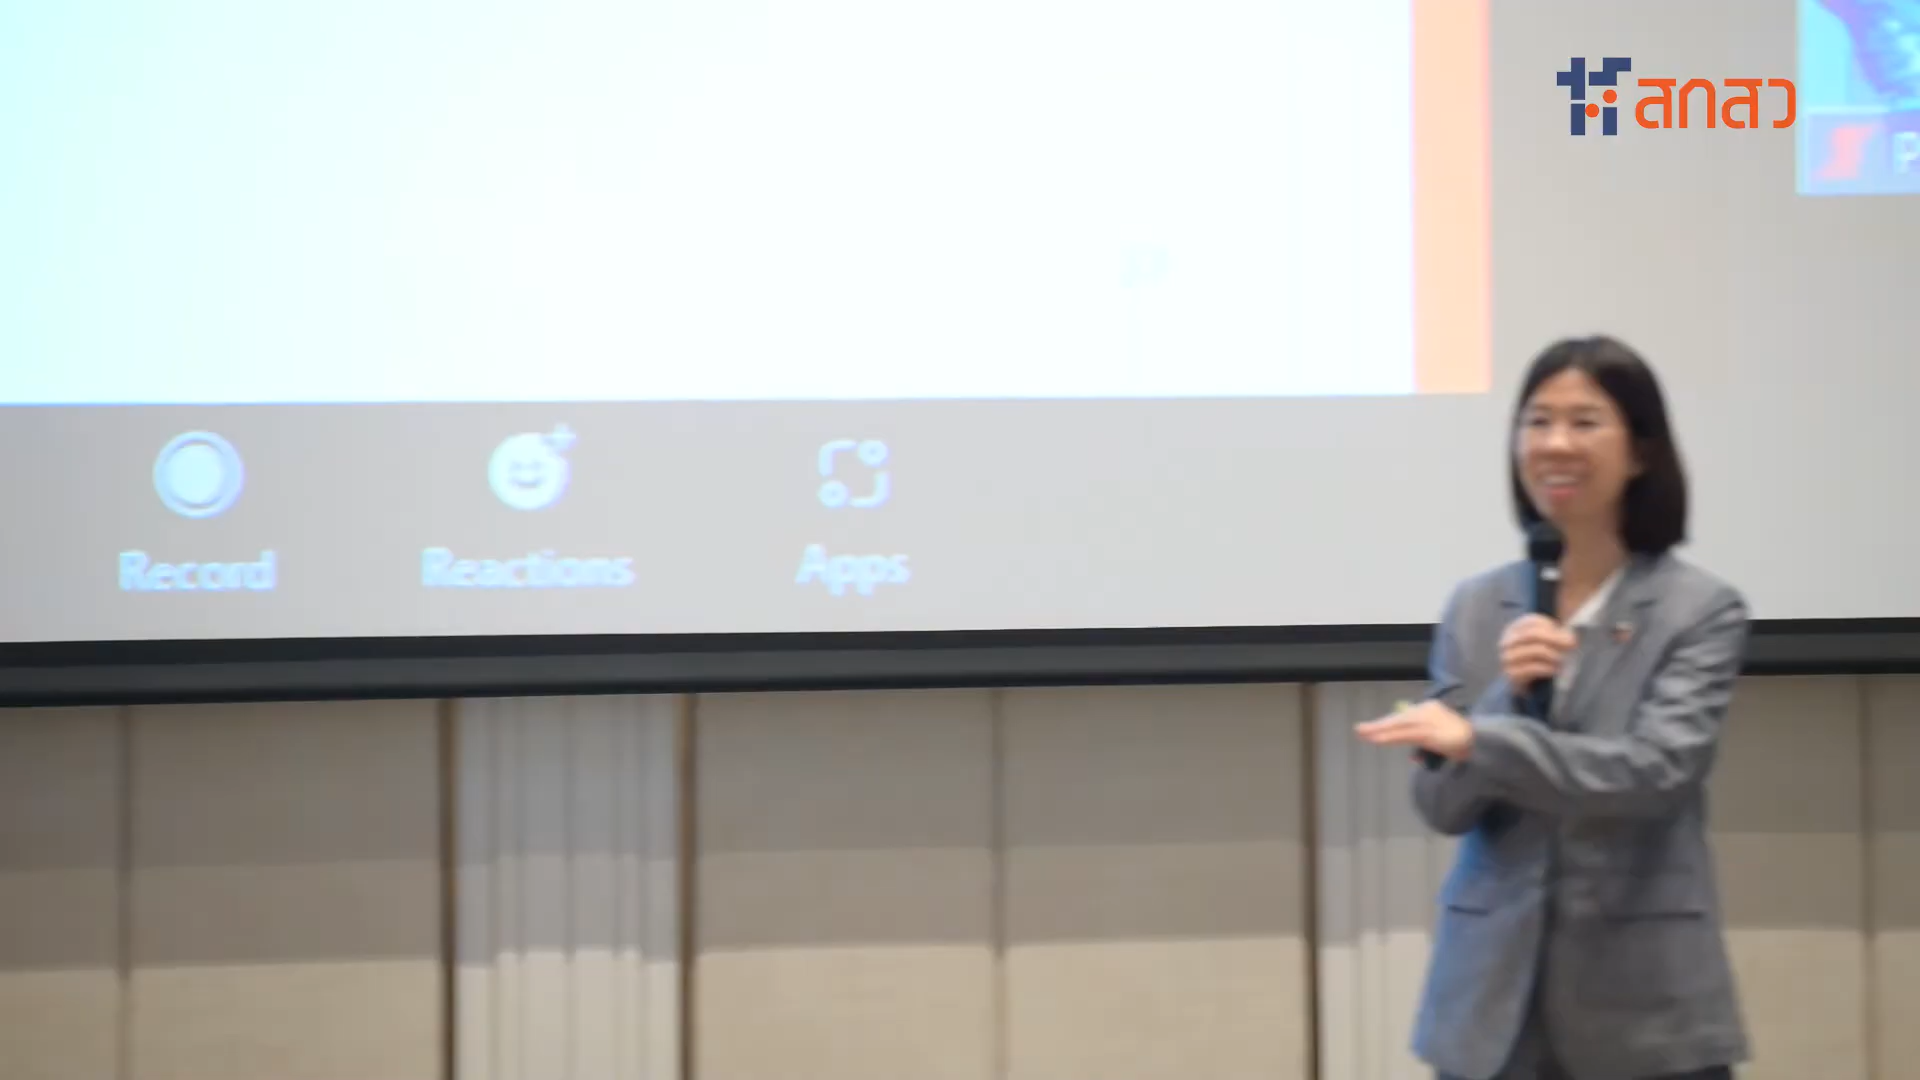 สกสว
Record
Reactions
Apps